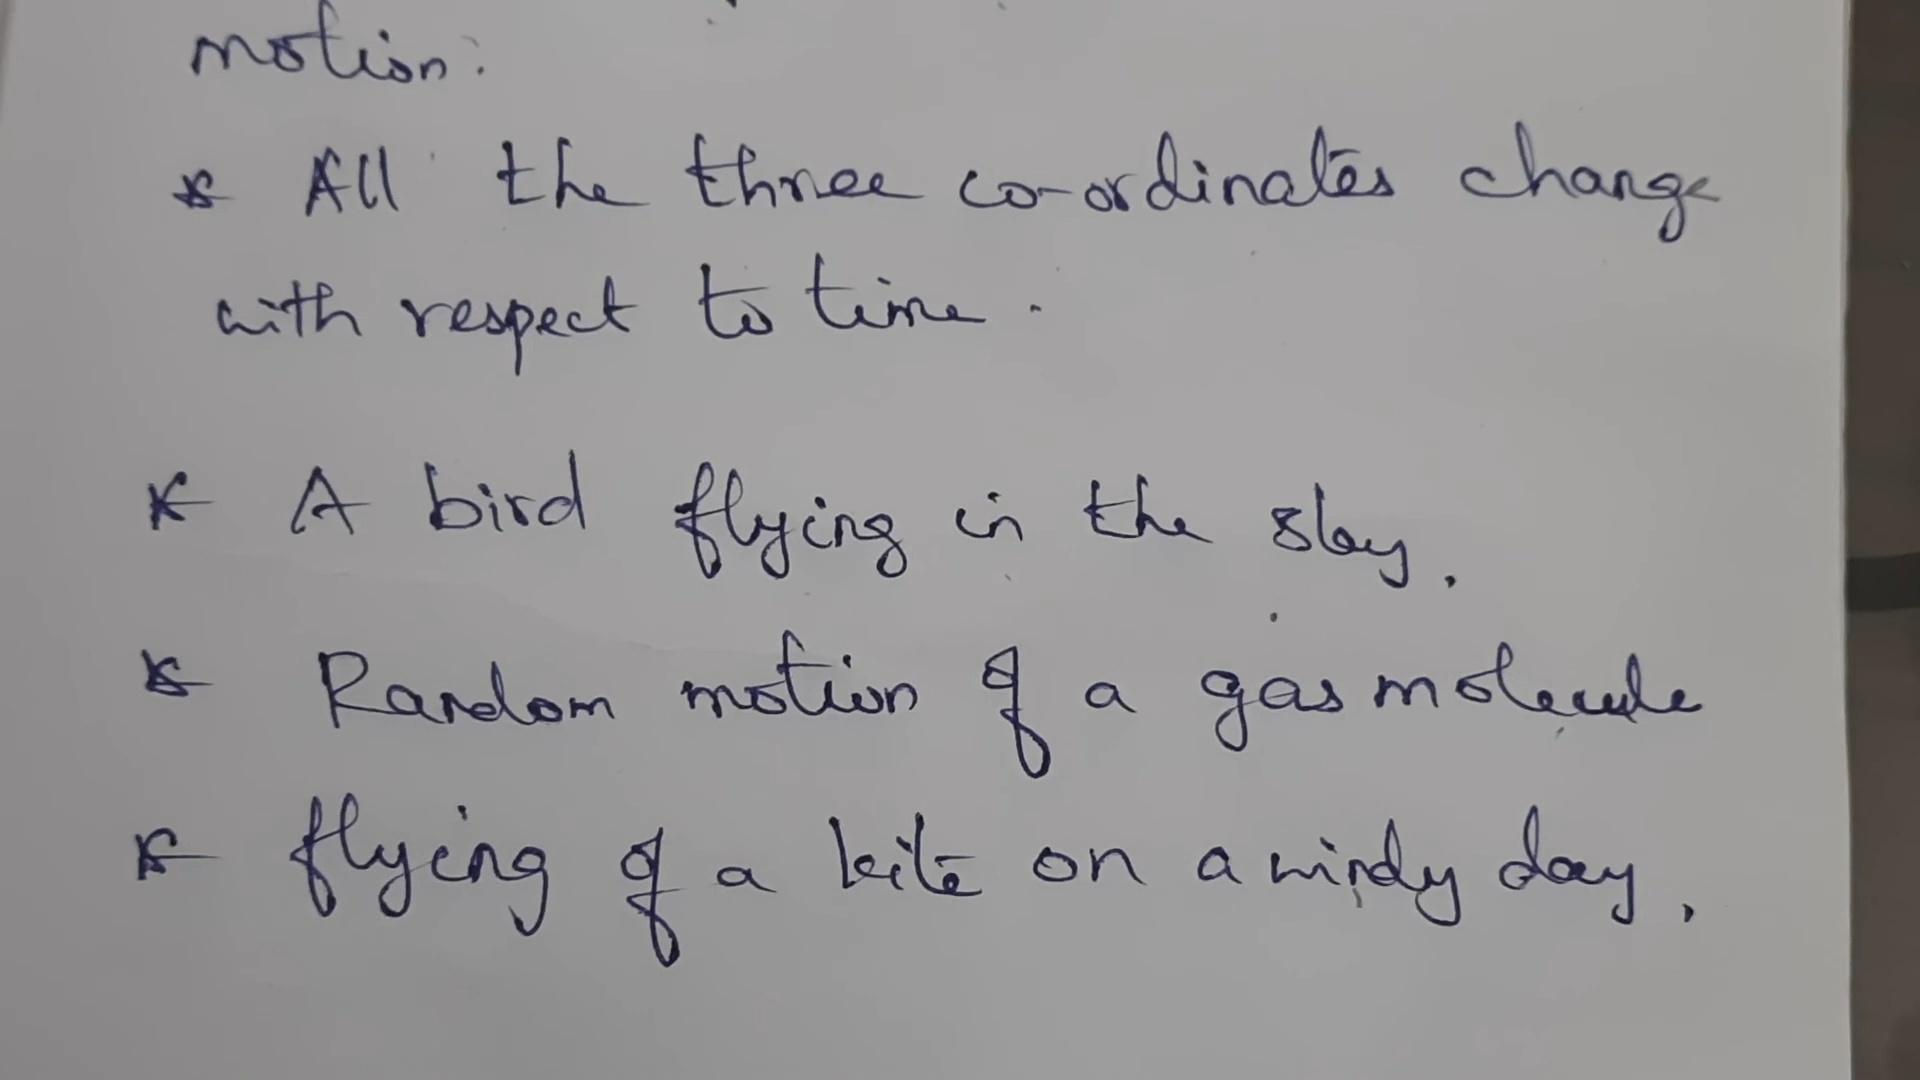 motion:
* All the three co-ordinates change
with respect to time.
* A bird flying in the sky.
* Random motion of a gas molecule
* flying of a kite on a windy day.